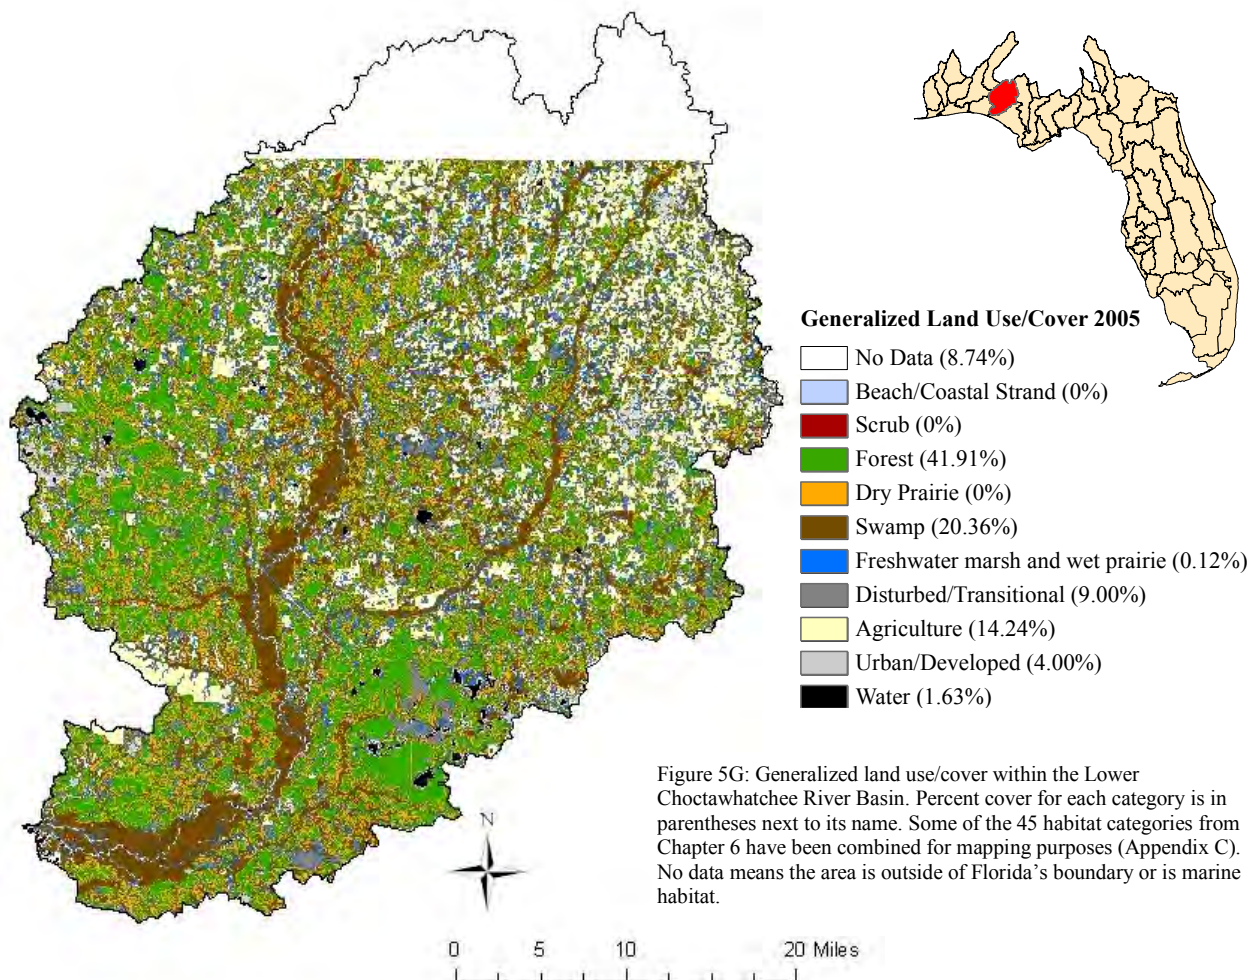 Generalized Land Use/Cover 2005
No Data (8.74%)
Beach/Coastal Strand (0%)
Scrub (0%)
Forest (41.91%)
Dry Prairie (0%)
Swamp (20.36%)
Freshwater marsh and wet prairie (0.12%)
Disturbed/Transitional (9.00%)
Agriculture (14.24%)
Urban/Developed (4.00%)
Water (1.63%)
Figure 5G: Generalized land use/cover within the Lower
Choctawhatchee River Basin. Percent cover for each category is in
parentheses next to its name. Some of the 45 habitat categories from
Chapter 6 have been combined for mapping purposes (Appendix C).
No data means the area is outside of Florida’s boundary or is marine
habitat.
N
0 5 10 20 Miles